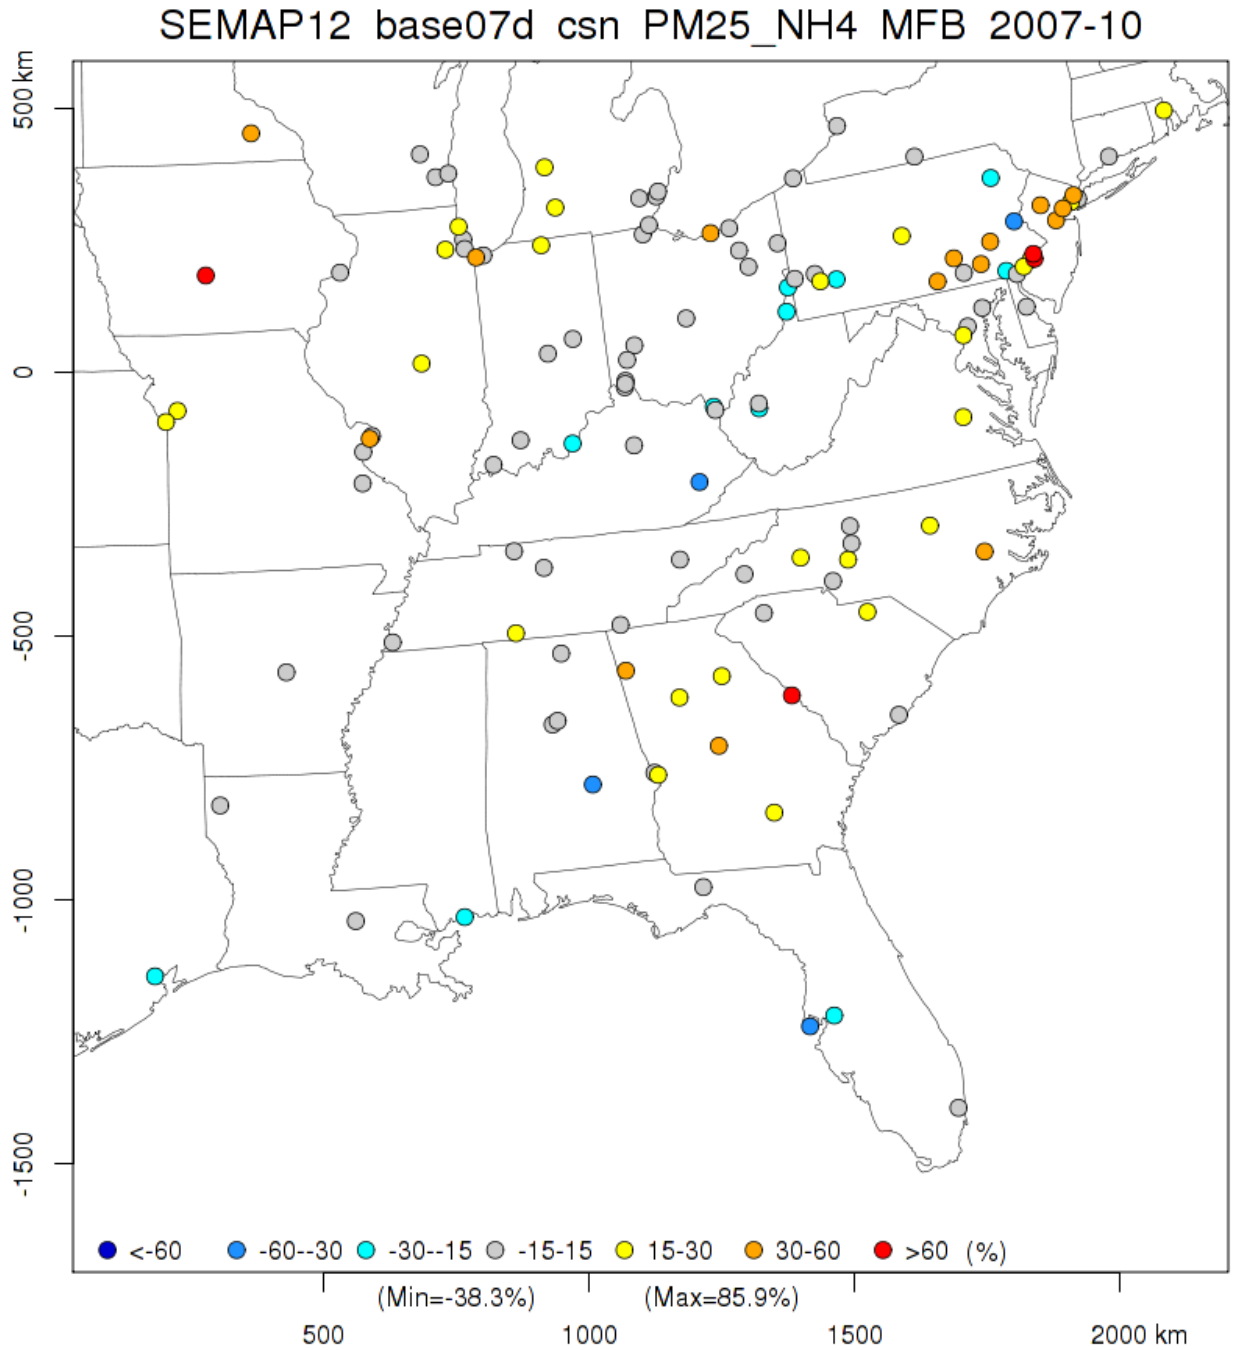 SEMAP12 base07d csn PM25_NH4 MFB 2007-10
500 km
0
-500
-1000
-1500
<-60 -60--30 -30--15 -15-15 15-30 30-60 >60 (%)
(Min=-38.3%) (Max=85.9%)
500 1000 1500 2000 km